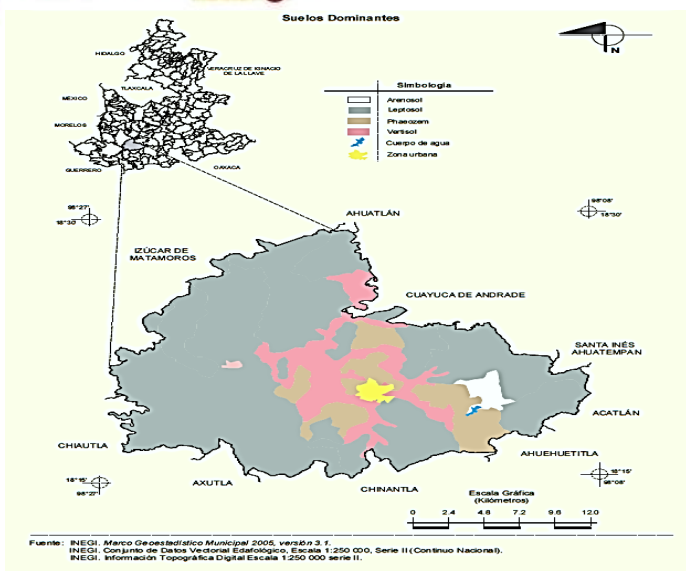 Suelos Dominantes
N
HIDALGO
VERACRUZ DE IGNACIO
DE LA LLAVE
TLAXCALA
MÉXICO
MORELOS
GUERRERO
OAXACA
Simbología
Arenosol
Leptosol
Phaeozem
Vertisol
Cuerpo de agua
Zona urbana
98°27'
18°30'
98°08'
18°30'
AHUATLÁN
IZÚCAR DE
MATAMOROS
CUAYUCA DE ANDRADE
SANTA INÉS
AHUATEMPAN
ACATLÁN
CHIAUTLA
AHUEHUETITLA
18°15'
98°27'
AXUTLA
CHINANTLA
18°15'
98°08'
Escala Gráfica
(Kilómetros)
0 2.4 4.8 7.2 9.6 12.0
Fuente: INEGI. Marco Geoestadístico Municipal 2005, versión 3.1.
INEGI. Conjunto de Datos Vectorial Edafológico, Escala 1:250 000, Serie II (Continuo Nacional).
INEGI. Información Topográfica Digital Escala 1:250 000 serie II.